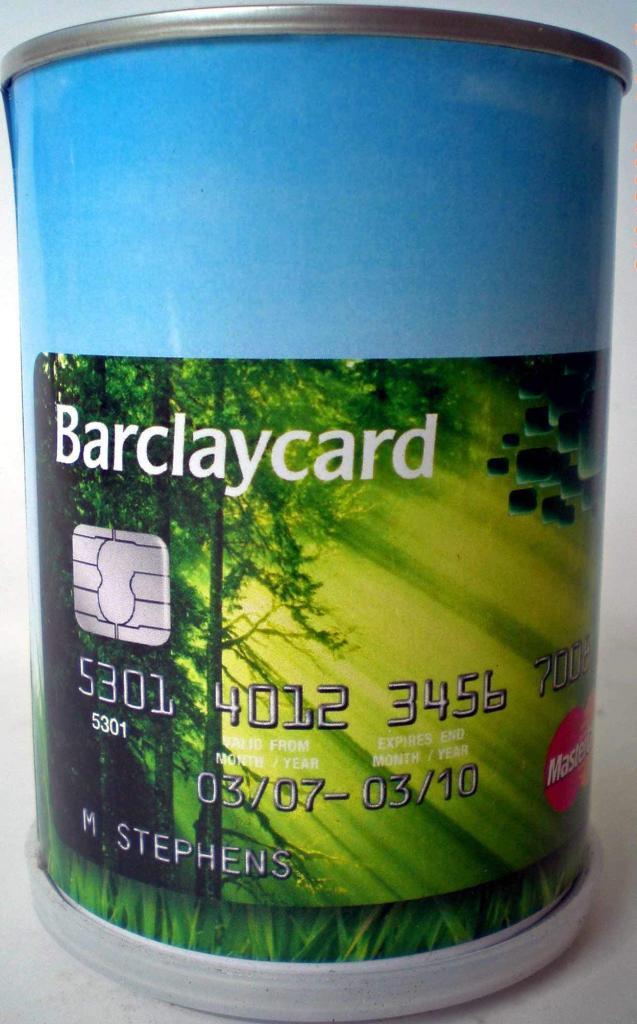 Barclaycard
5301 4012 3456
5301
VALID FROM EXPIRES END
MONTH / YEAR MONTH / YEAR
03/07– 03/10
M STEPHENS